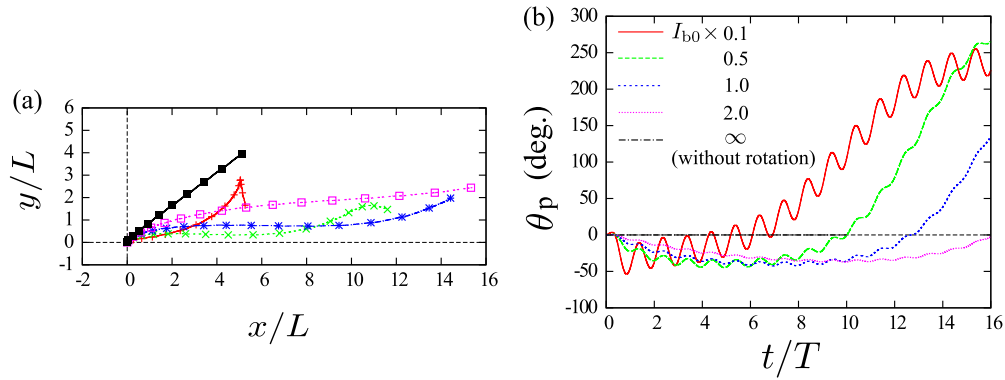 (a)
6
5
4
3
2
1
0
-1
0 2 4 6 8 10 12 14 16
y/L
x/L
(b)
300
250
200
150
100
50
0
-50
-100
0 2 4 6 8 10 12 14 16
θp (deg.)
t/T
Ib0 × 0.1
0.5
1.0
2.0
∞
(without rotation)